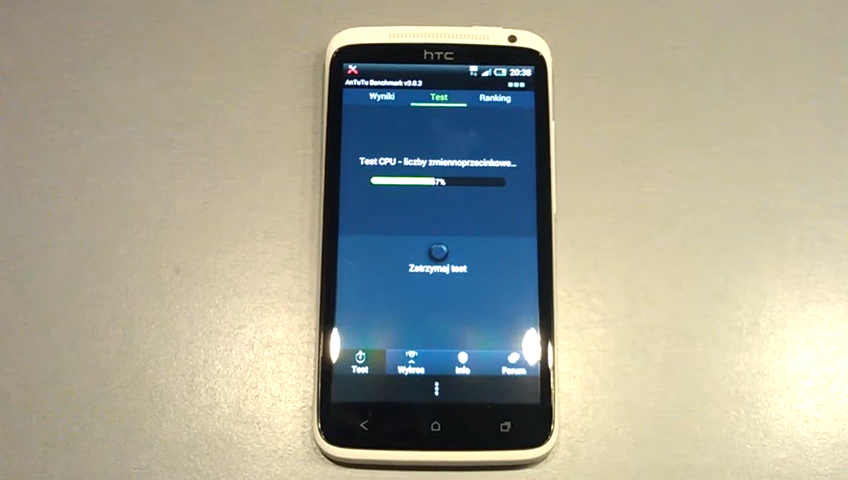 htc
20:38
AnTuTu Benchmark v3.0.3
Wyniki Test Ranking
Test CPU - liczby zmiennoprzecinkowe...
Zatrzymaj test
Test Wykres Info Forum